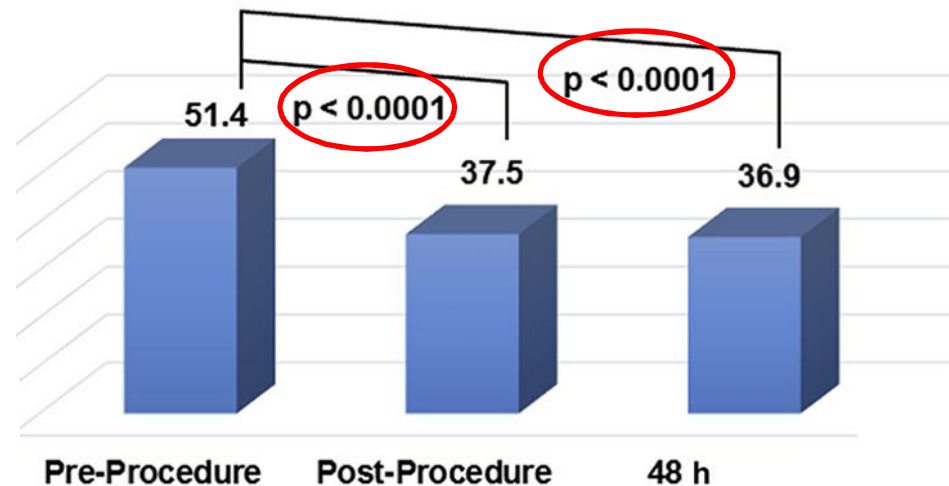 p < 0.0001
p < 0.0001
51.4
37.5
36.9
Pre-Procedure
Post-Procedure
48 h